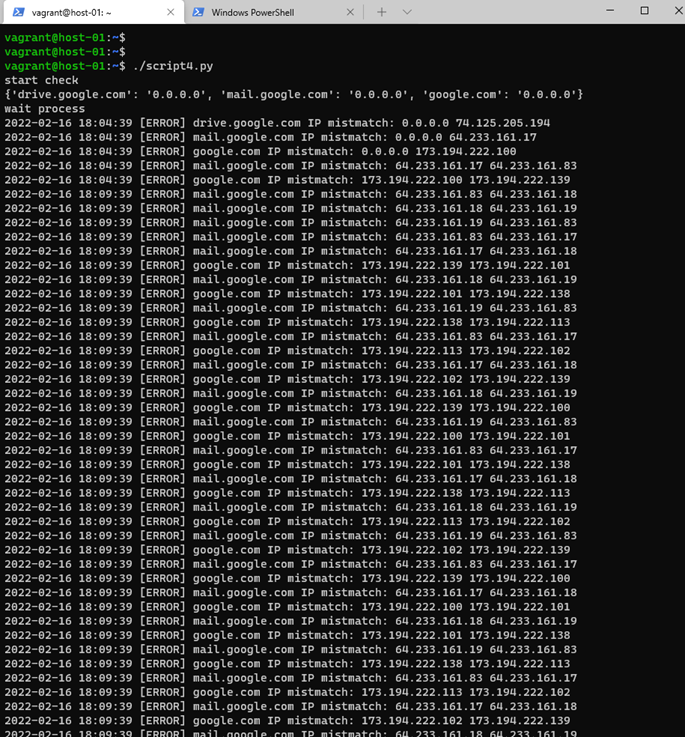 vagrant@host-01: ~
Windows PowerShell
vagrant@host-01:~$
vagrant@host-01:~$
vagrant@host-01:~$ ./script4.py
start check
{'drive.google.com': '0.0.0.0', 'mail.google.com': '0.0.0.0', 'google.com': '0.0.0.0'}
wait process
2022-02-16 18:04:39 [ERROR] drive.google.com IP mistmatch: 0.0.0.0 74.125.205.194
2022-02-16 18:04:39 [ERROR] mail.google.com IP mistmatch: 0.0.0.0 64.233.161.17
2022-02-16 18:04:39 [ERROR] google.com IP mistmatch: 0.0.0.0 173.194.222.100
2022-02-16 18:04:39 [ERROR] mail.google.com IP mistmatch: 64.233.161.17 64.233.161.83
2022-02-16 18:04:39 [ERROR] google.com IP mistmatch: 173.194.222.100 173.194.222.139
2022-02-16 18:09:39 [ERROR] mail.google.com IP mistmatch: 64.233.161.83 64.233.161.18
2022-02-16 18:09:39 [ERROR] mail.google.com IP mistmatch: 64.233.161.18 64.233.161.19
2022-02-16 18:09:39 [ERROR] mail.google.com IP mistmatch: 64.233.161.19 64.233.161.83
2022-02-16 18:09:39 [ERROR] mail.google.com IP mistmatch: 64.233.161.83 64.233.161.17
2022-02-16 18:09:39 [ERROR] mail.google.com IP mistmatch: 64.233.161.17 64.233.161.18
2022-02-16 18:09:39 [ERROR] google.com IP mistmatch: 173.194.222.139 173.194.222.101
2022-02-16 18:09:39 [ERROR] mail.google.com IP mistmatch: 64.233.161.18 64.233.161.19
2022-02-16 18:09:39 [ERROR] google.com IP mistmatch: 173.194.222.101 173.194.222.138
2022-02-16 18:09:39 [ERROR] mail.google.com IP mistmatch: 64.233.161.19 64.233.161.83
2022-02-16 18:09:39 [ERROR] google.com IP mistmatch: 173.194.222.138 173.194.222.113
2022-02-16 18:09:39 [ERROR] mail.google.com IP mistmatch: 64.233.161.83 64.233.161.17
2022-02-16 18:09:39 [ERROR] google.com IP mistmatch: 173.194.222.113 173.194.222.102
2022-02-16 18:09:39 [ERROR] mail.google.com IP mistmatch: 64.233.161.17 64.233.161.18
2022-02-16 18:09:39 [ERROR] google.com IP mistmatch: 173.194.222.102 173.194.222.139
2022-02-16 18:09:39 [ERROR] mail.google.com IP mistmatch: 64.233.161.18 64.233.161.19
2022-02-16 18:09:39 [ERROR] google.com IP mistmatch: 173.194.222.139 173.194.222.100
2022-02-16 18:09:39 [ERROR] mail.google.com IP mistmatch: 64.233.161.19 64.233.161.83
2022-02-16 18:09:39 [ERROR] google.com IP mistmatch: 173.194.222.100 173.194.222.101
2022-02-16 18:09:39 [ERROR] mail.google.com IP mistmatch: 64.233.161.83 64.233.161.17
2022-02-16 18:09:39 [ERROR] google.com IP mistmatch: 173.194.222.101 173.194.222.138
2022-02-16 18:09:39 [ERROR] mail.google.com IP mistmatch: 64.233.161.17 64.233.161.18
2022-02-16 18:09:39 [ERROR] google.com IP mistmatch: 173.194.222.138 173.194.222.113
2022-02-16 18:09:39 [ERROR] mail.google.com IP mistmatch: 64.233.161.18 64.233.161.19
2022-02-16 18:09:39 [ERROR] google.com IP mistmatch: 173.194.222.113 173.194.222.102
2022-02-16 18:09:39 [ERROR] mail.google.com IP mistmatch: 64.233.161.19 64.233.161.83
2022-02-16 18:09:39 [ERROR] google.com IP mistmatch: 173.194.222.102 173.194.222.139
2022-02-16 18:09:39 [ERROR] mail.google.com IP mistmatch: 64.233.161.83 64.233.161.17
2022-02-16 18:09:39 [ERROR] google.com IP mistmatch: 173.194.222.139 173.194.222.100
2022-02-16 18:09:39 [ERROR] mail.google.com IP mistmatch: 64.233.161.17 64.233.161.18
2022-02-16 18:09:39 [ERROR] google.com IP mistmatch: 173.194.222.100 173.194.222.101
2022-02-16 18:09:39 [ERROR] mail.google.com IP mistmatch: 64.233.161.18 64.233.161.19
2022-02-16 18:09:39 [ERROR] google.com IP mistmatch: 173.194.222.101 173.194.222.138
2022-02-16 18:09:39 [ERROR] mail.google.com IP mistmatch: 64.233.161.19 64.233.161.83
2022-02-16 18:09:39 [ERROR] google.com IP mistmatch: 173.194.222.138 173.194.222.113
2022-02-16 18:09:39 [ERROR] mail.google.com IP mistmatch: 64.233.161.83 64.233.161.17
2022-02-16 18:09:39 [ERROR] google.com IP mistmatch: 173.194.222.113 173.194.222.102
2022-02-16 18:09:39 [ERROR] mail.google.com IP mistmatch: 64.233.161.17 64.233.161.18
2022-02-16 18:09:39 [ERROR] google.com IP mistmatch: 173.194.222.102 173.194.222.139
2022-02-16 18:09:39 [ERROR] mail.google.com IP mistmatch: 64.233.161.18 64.233.161.19